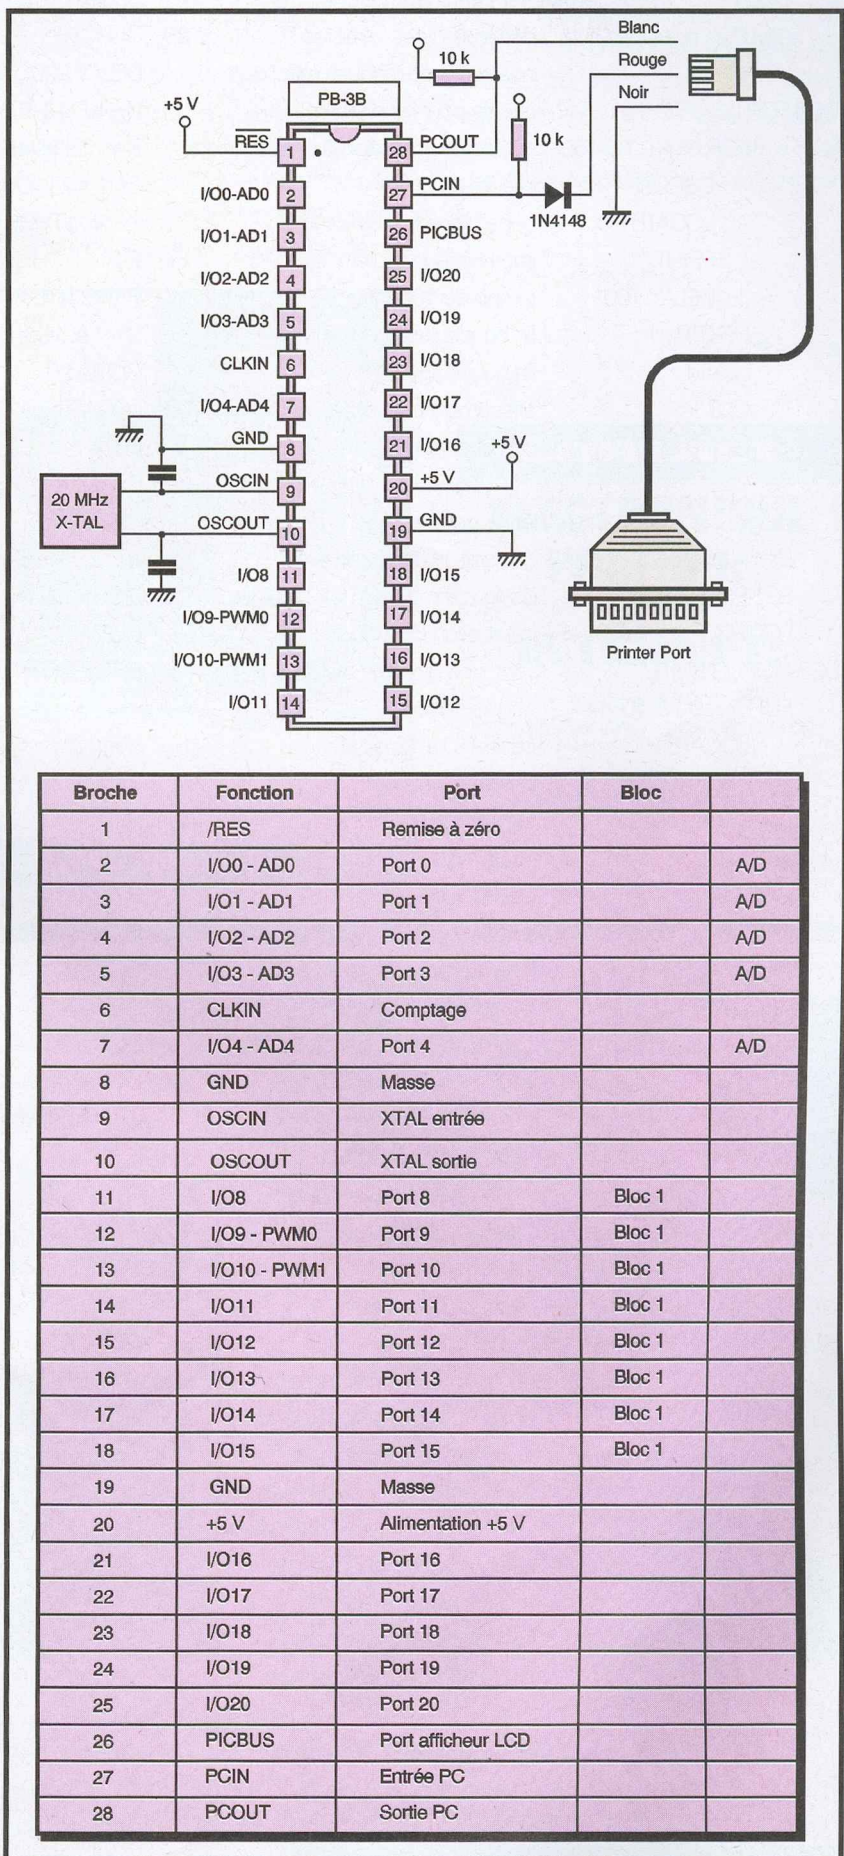 Blanc
Rouge
Noir
10 k
10 k
1N4148
PB-3B
+5 V
RES 1 28 PCOUT
I/O0-AD0 2 27 PCIN
I/O1-AD1 3 26 PICBUS
I/O2-AD2 4 25 I/O20
I/O3-AD3 5 24 I/O19
CLKIN 6 23 I/O18
I/O4-AD4 7 22 I/O17
GND 8 21 I/O16
+5 V
OSCIN 9 20 +5 V
20 MHz
X-TAL
OSCOUT 10 19 GND
I/O8 11 18 I/O15
I/O9-PWM0 12 17 I/O14
I/O10-PWM1 13 16 I/O13
I/O11 14 15 I/O12
Printer Port
Broche Fonction Port Bloc
1 /RES Remise à zéro
2 I/O0 - AD0 Port 0 A/D
3 I/O1 - AD1 Port 1 A/D
4 I/O2 - AD2 Port 2 A/D
5 I/O3 - AD3 Port 3 A/D
6 CLKIN Comptage
7 I/O4 - AD4 Port 4 A/D
8 GND Masse
9 OSCIN XTAL entrée
10 OSCOUT XTAL sortie
11 I/O8 Port 8 Bloc 1
12 I/O9 - PWM0 Port 9 Bloc 1
13 I/O10 - PWM1 Port 10 Bloc 1
14 I/O11 Port 11 Bloc 1
15 I/O12 Port 12 Bloc 1
16 I/O13 Port 13 Bloc 1
17 I/O14 Port 14 Bloc 1
18 I/O15 Port 15 Bloc 1
19 GND Masse
20 +5 V Alimentation +5 V
21 I/O16 Port 16
22 I/O17 Port 17
23 I/O18 Port 18
24 I/O19 Port 19
25 I/O20 Port 20
26 PICBUS Port afficheur LCD
27 PCIN Entrée PC
28 PCOUT Sortie PC